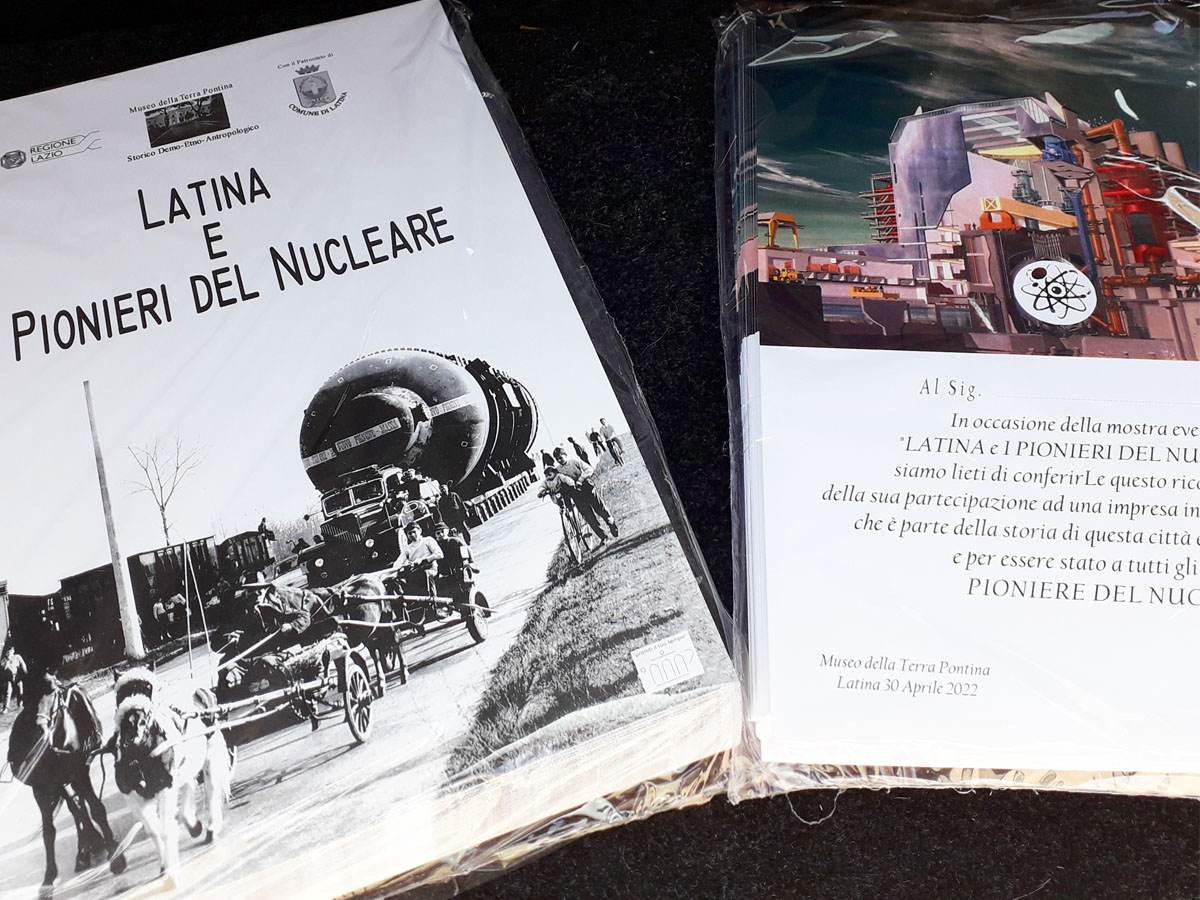 REGIONE
LAZIO
Museo della Terra Pontina
Storico Demo-Etno-Antropologico
Con il Patrocinio di
COMUNE DI LATINA
LATINA
E
PIONIERI DEL NUCLEARE
Al Sig.
In occasione della mostra eve
"LATINA e I PIONIERI DEL NU
siamo lieti di conferirLe questo rico
della sua partecipazione ad una impresa in
che è parte della storia di questa città e
e per essere stato a tutti gli
PIONIERE DEL NUC
Museo della Terra Pontina
Latina 30 Aprile 2022